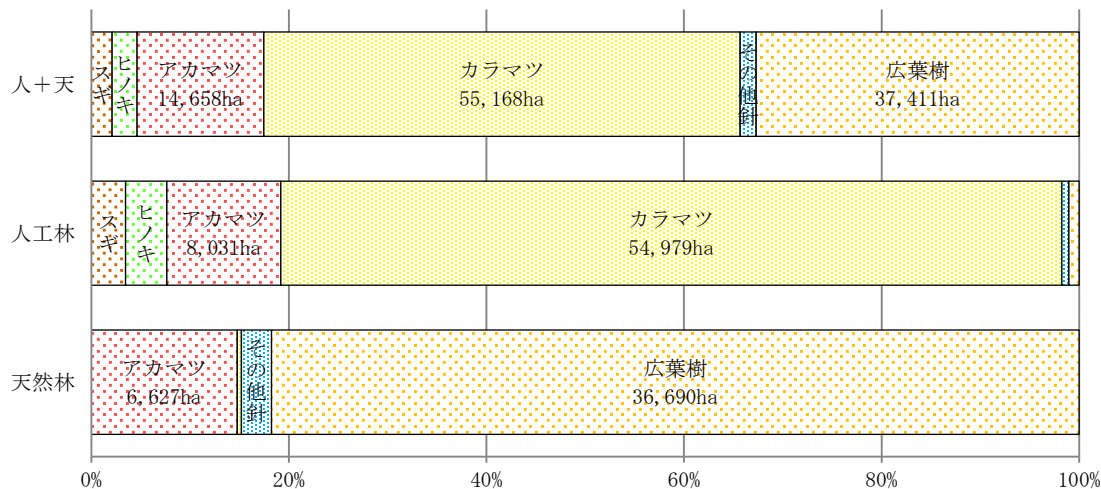 人+天
スギ
ヒノキ
アカマツ
14,658ha
カラマツ
55,168ha
その他針
広葉樹
37,411ha
人工林
スギ
ヒノキ
アカマツ
8,031ha
カラマツ
54,979ha
天然林
アカマツ
6,627ha
その他針
広葉樹
36,690ha
0%
20%
40%
60%
80%
100%